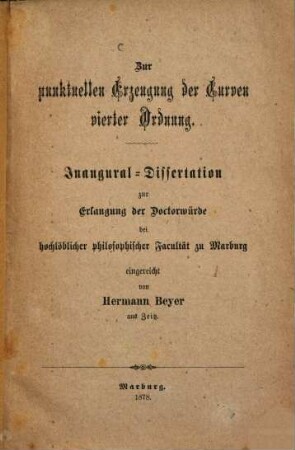 Zur
punktuellen Erzeugung der Curven
vierter Ordnung.
Inaugural-Dissertation
zur
Erlangung der Doctorwürde
bei
hochlöblicher philosophischer Facultät zu Marburg
eingereicht
von
Hermann Beyer
aus Zeitz.
Marburg.
1878.